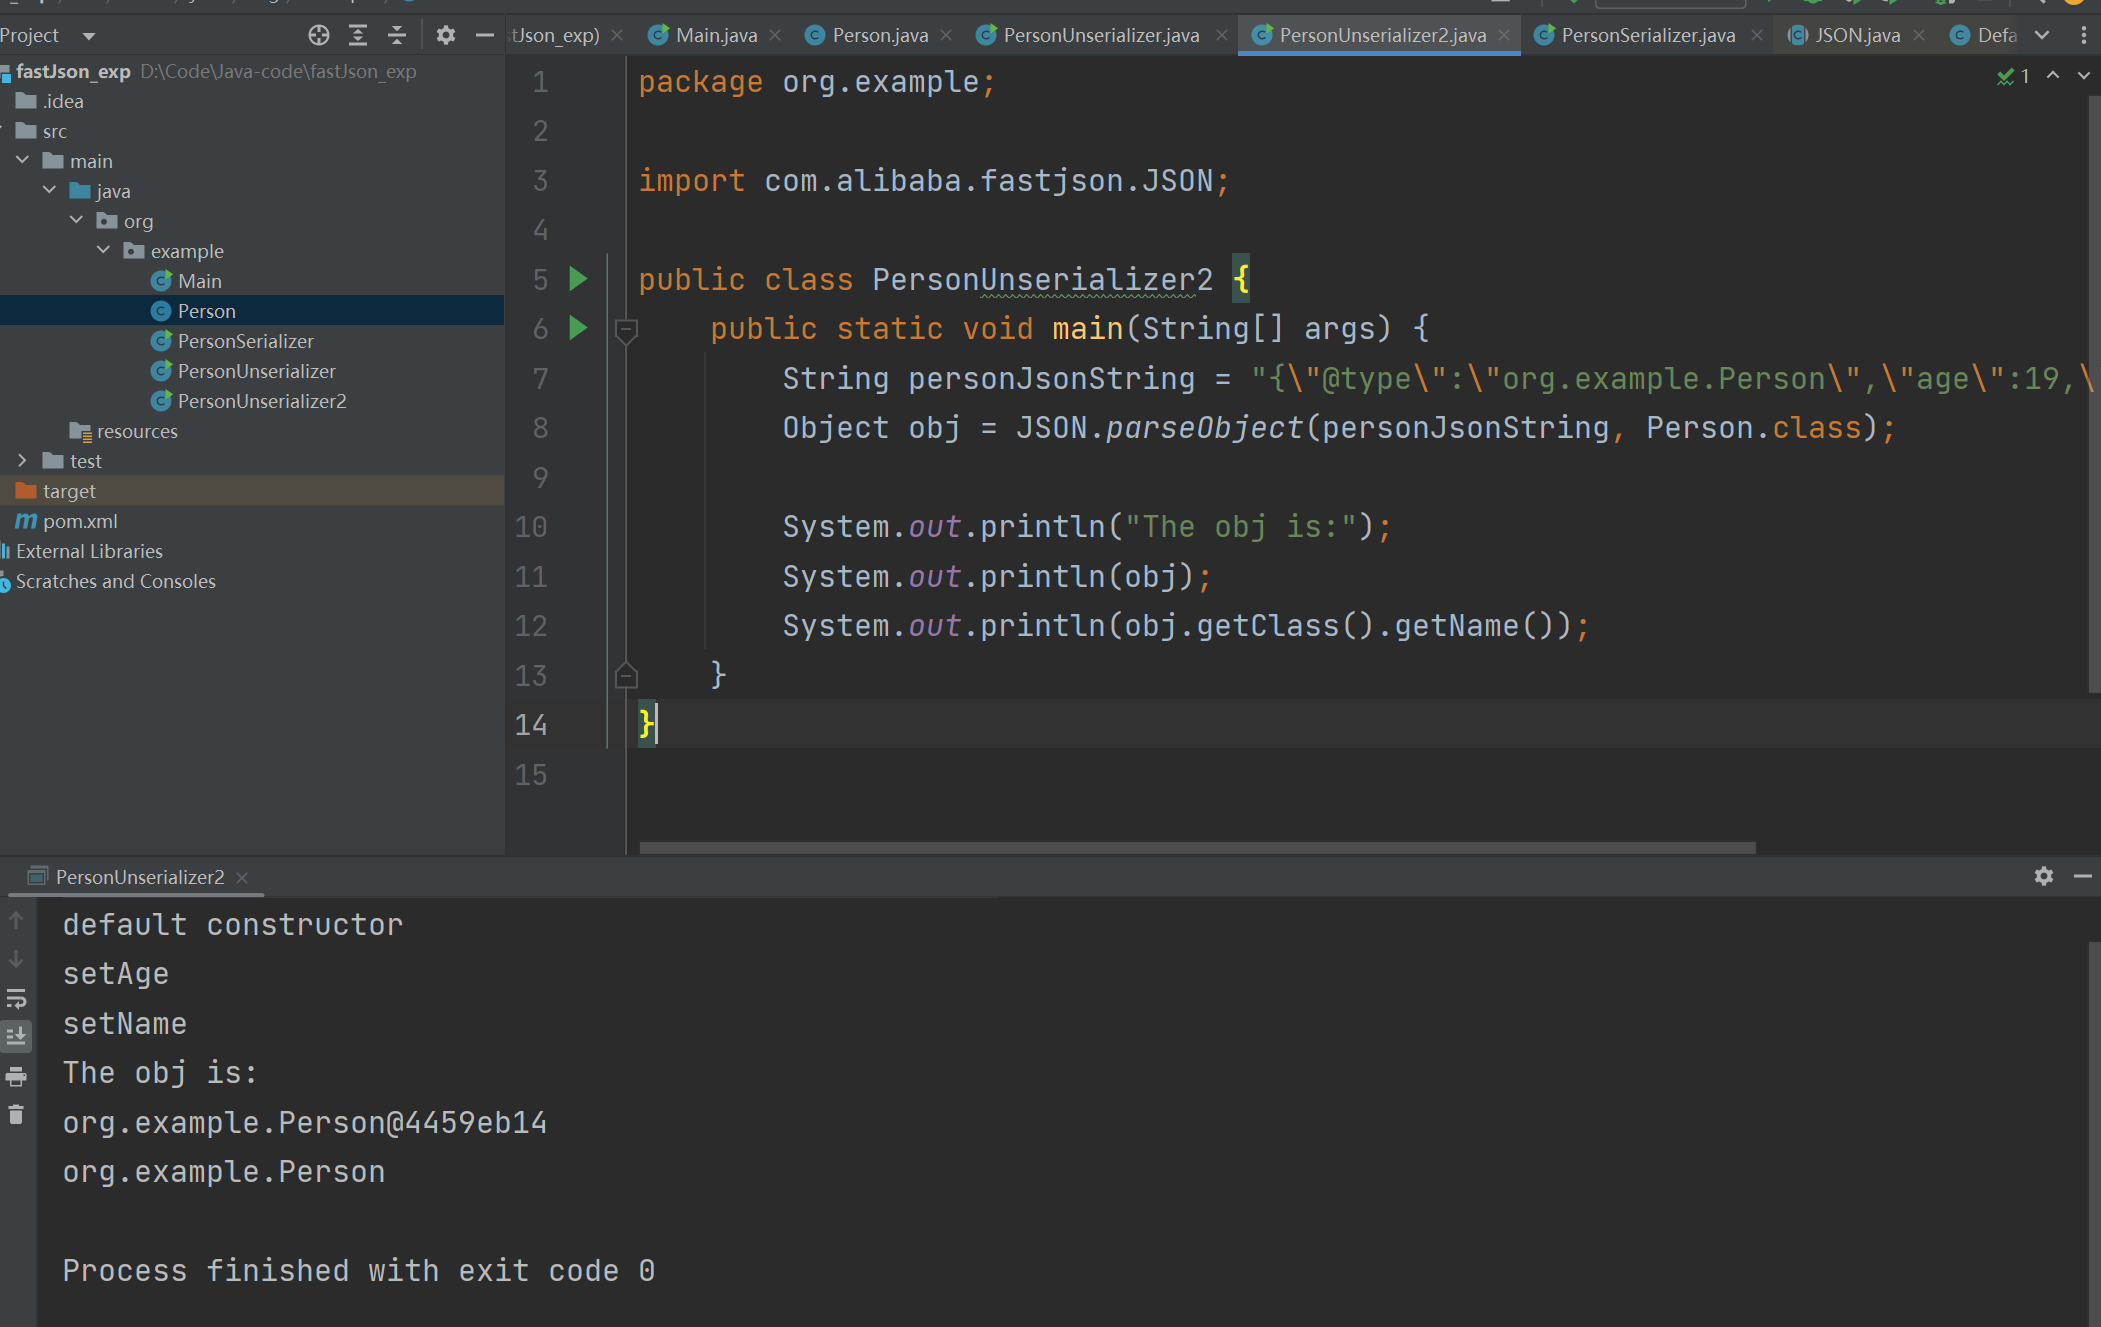 Project
tJson_exp)
Main.java
Person.java
PersonUnserializer.java
PersonUnserializer2.java
PersonSerializer.java
JSON.java
Defa
fastJson_exp D:\Code\Java-code\fastJson_exp
.idea
src
main
java
org
example
Main
Person
PersonSerializer
PersonUnserializer
PersonUnserializer2
resources
test
target
pom.xml
External Libraries
Scratches and Consoles
1
1 package org.example;
2
3 import com.alibaba.fastjson.JSON;
4
5 public class PersonUnserializer2 {
6 public static void main(String[] args) {
7 String personJsonString = "{\"@type\":\"org.example.Person\",\"age\":19,\
8 Object obj = JSON.parseObject(personJsonString, Person.class);
9
10 System.out.println("The obj is:");
11 System.out.println(obj);
12 System.out.println(obj.getClass().getName());
13 }
14 }
15
PersonUnserializer2
default constructor
setAge
setName
The obj is:
org.example.Person@4459eb14
org.example.Person
Process finished with exit code 0